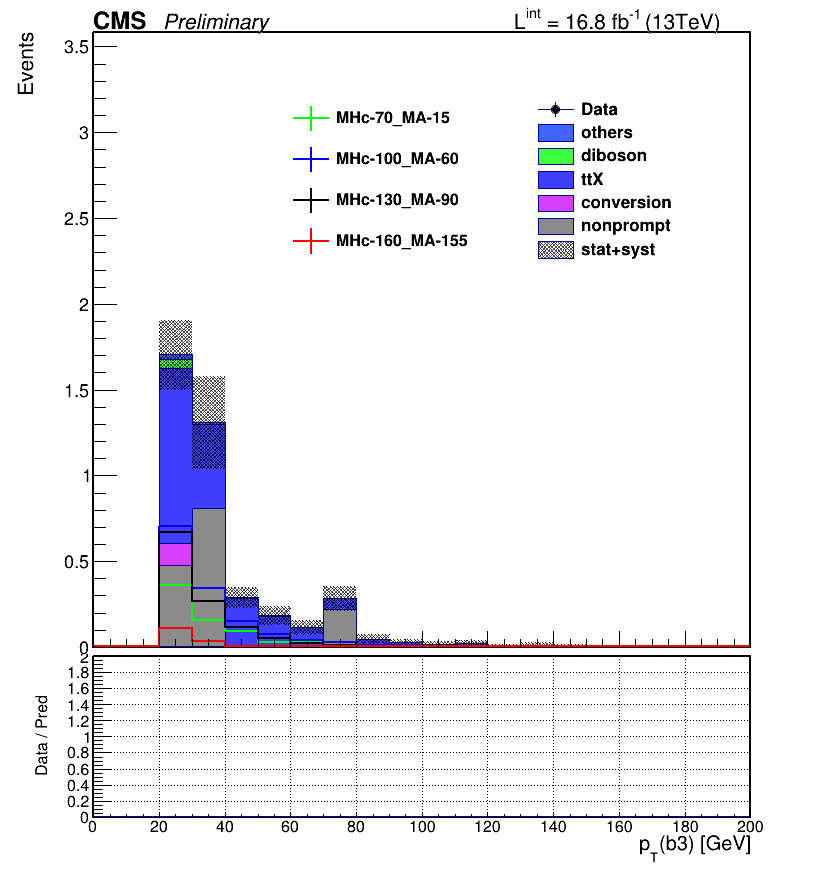 CMS Preliminary L^int = 16.8 fb^-1 (13TeV)
Events
3.5
3
2.5
2
1.5
1
0.5
0
MHc-70_MA-15
MHc-100_MA-60
MHc-130_MA-90
MHc-160_MA-155
Data
others
diboson
ttX
conversion
nonprompt
stat+syst
Data / Pred
2
1.8
1.6
1.4
1.2
1
0.8
0.6
0.4
0.2
0
0 20 40 60 80 100 120 140 160 180 200
p_T(b3) [GeV]